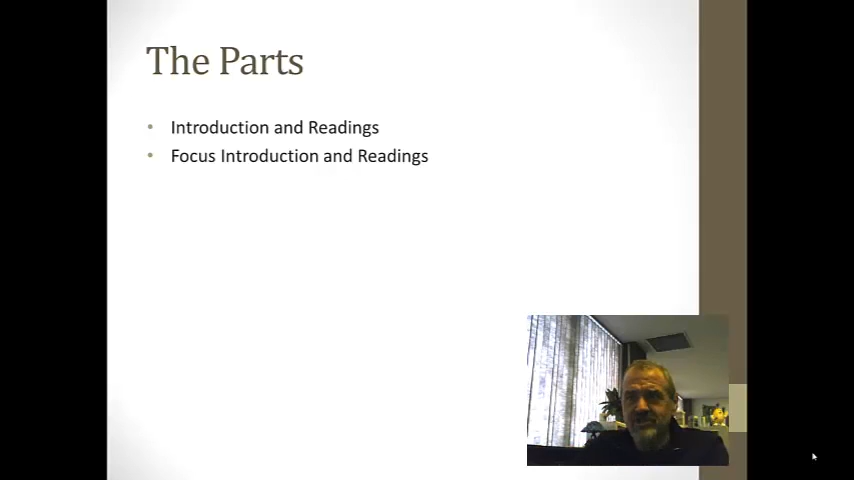 The Parts
• Introduction and Readings
• Focus Introduction and Readings